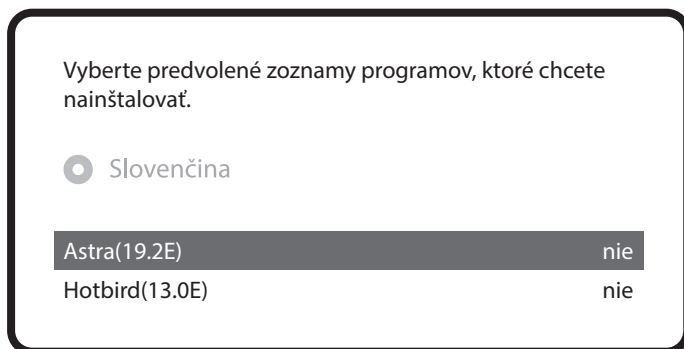 Vyberte predvolené zoznamy programov, ktoré chcete
nainštalovať.
Slovenčina
Astra(19.2E) nie
Hotbird(13.0E) nie